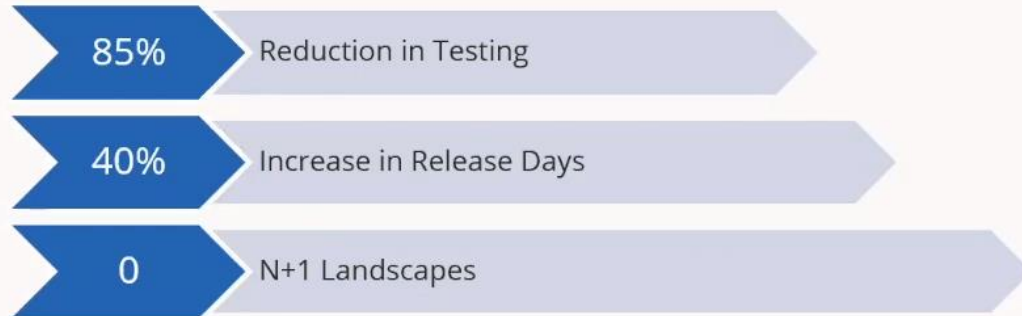 85% Reduction in Testing
40% Increase in Release Days
0 N+1 Landscapes